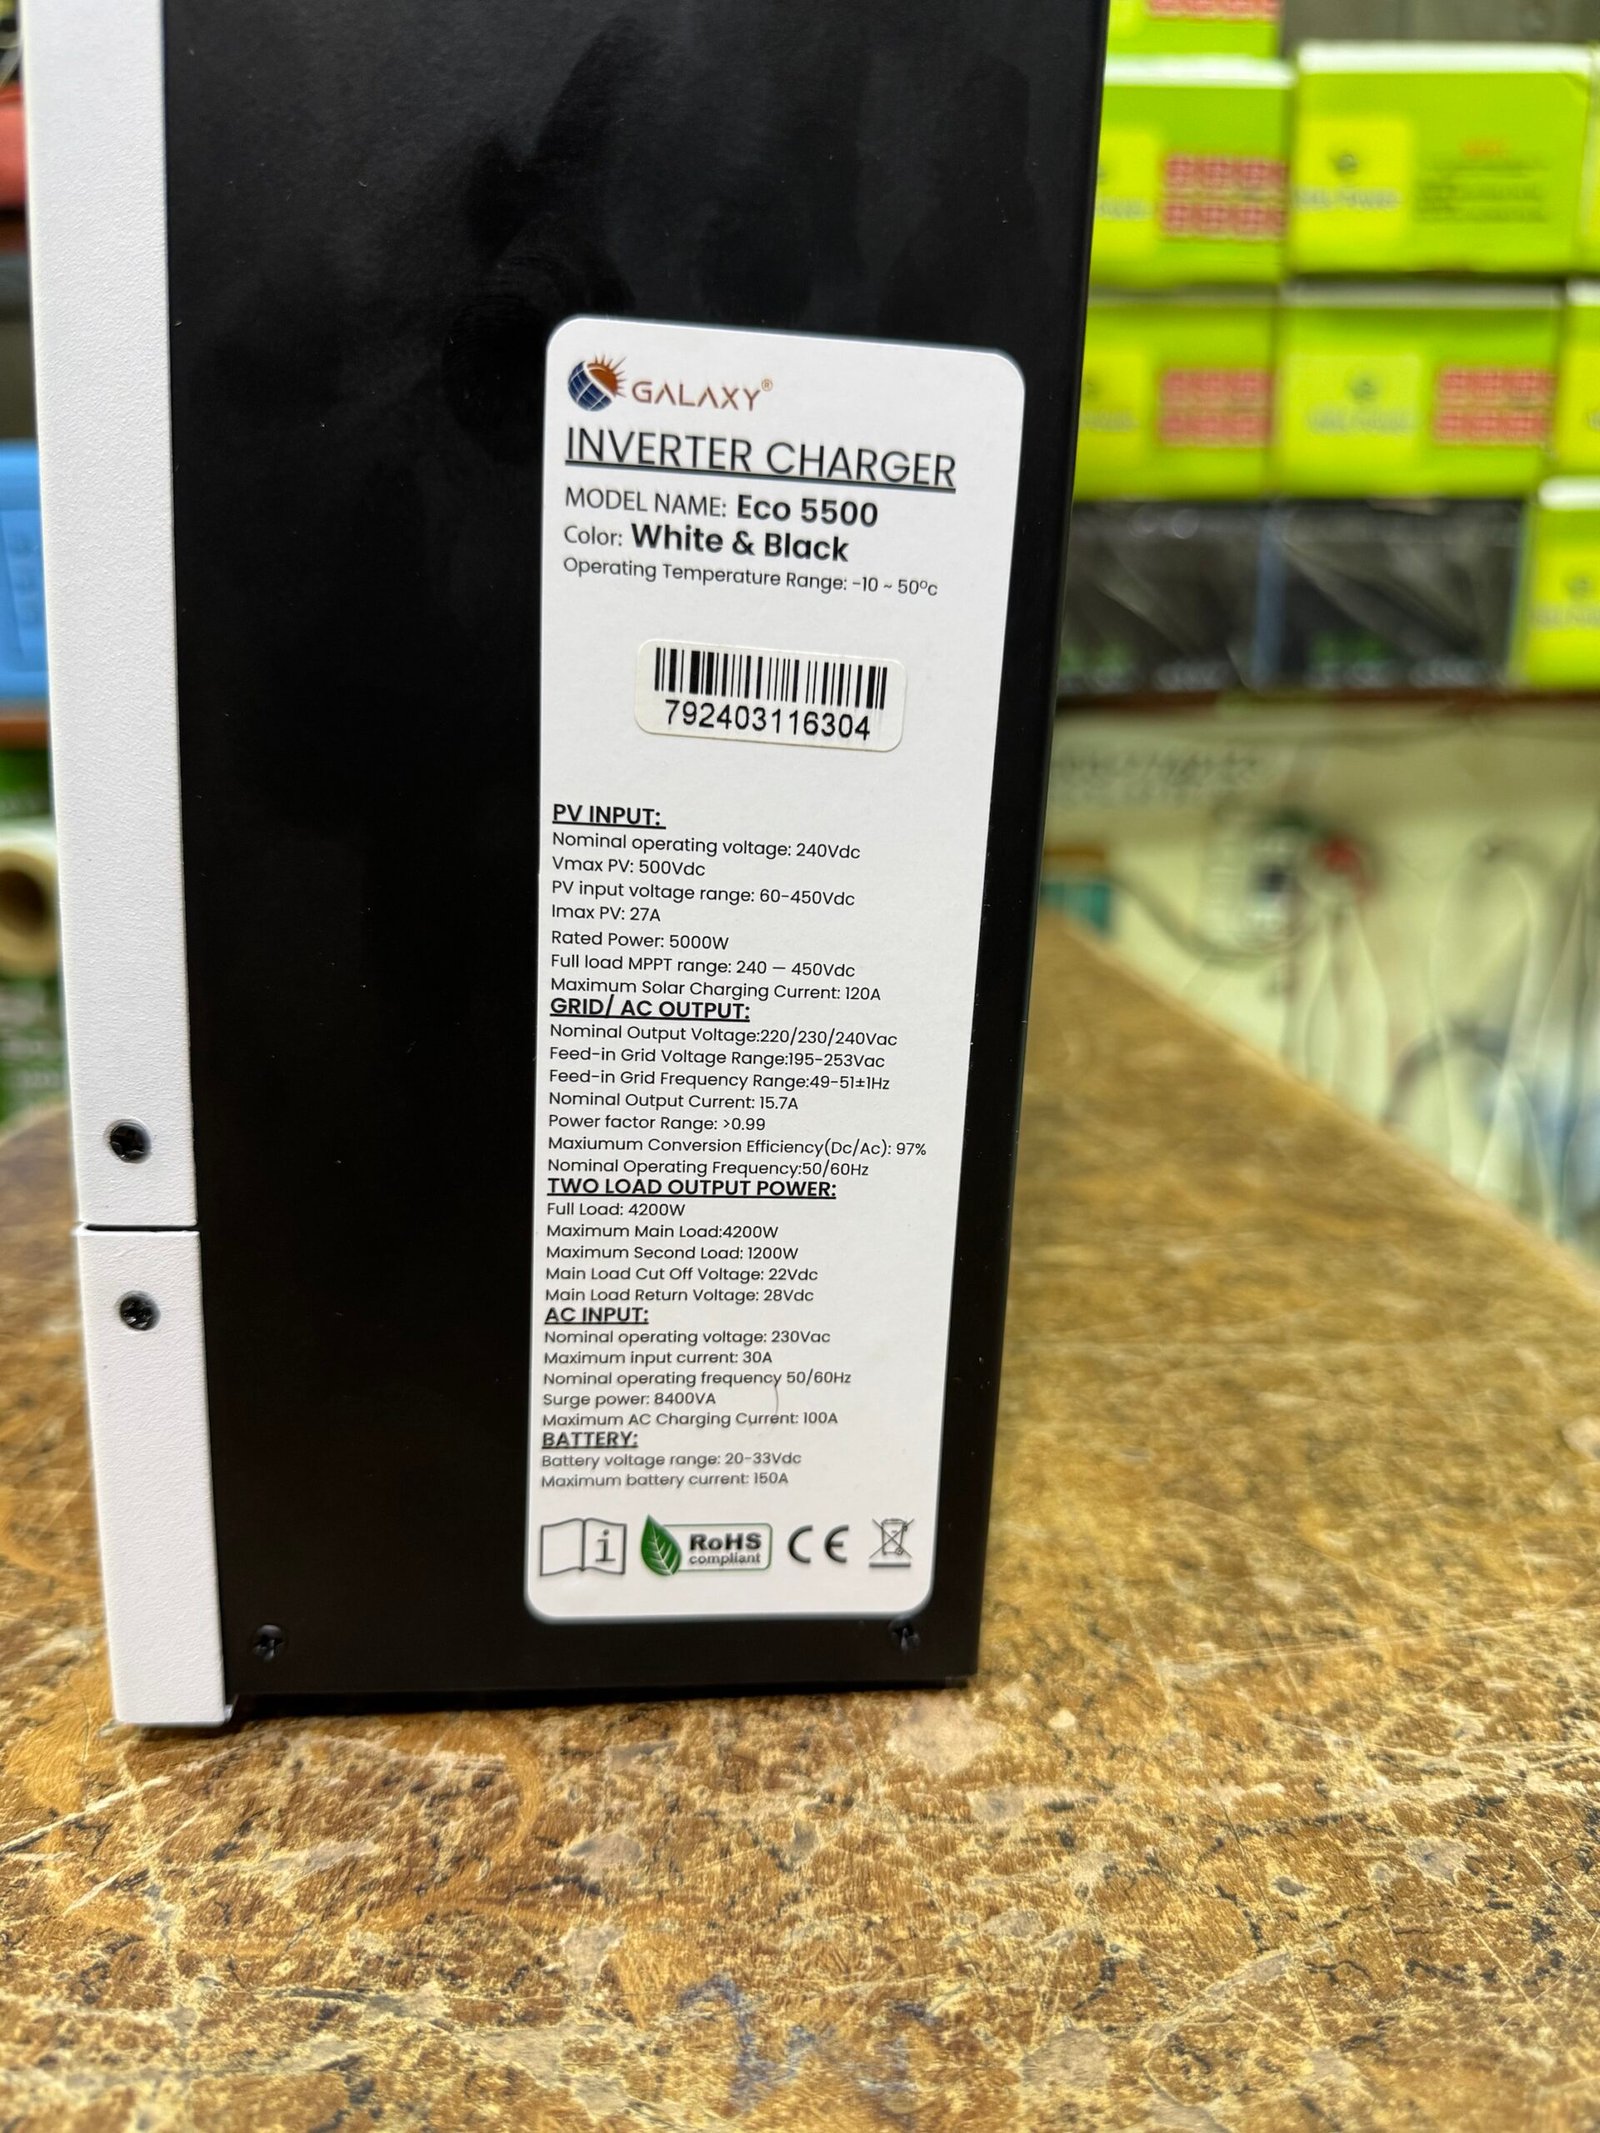 GALAXY®
INVERTER CHARGER
MODEL NAME: Eco 5500
Color: White & Black
Operating Temperature Range: -10 ~ 50ºc
792403116304
PV INPUT:
Nominal operating voltage: 240Vdc
Vmax PV: 500Vdc
PV input voltage range: 60-450Vdc
Imax PV: 27A
Rated Power: 5000W
Full load MPPT range: 240 — 450Vdc
Maximum Solar Charging Current: 120A
GRID/ AC OUTPUT:
Nominal Output Voltage:220/230/240Vac
Feed-in Grid Voltage Range:195-253Vac
Feed-in Grid Frequency Range:49-51±1Hz
Nominal Output Current: 15.7A
Power factor Range: >0.99
Maxiumum Conversion Efficiency(Dc/Ac): 97%
Nominal Operating Frequency:50/60Hz
TWO LOAD OUTPUT POWER:
Full Load: 4200W
Maximum Main Load:4200W
Maximum Second Load: 1200W
Main Load Cut Off Voltage: 22Vdc
Main Load Return Voltage: 28Vdc
AC INPUT:
Nominal operating voltage: 230Vac
Maximum input current: 30A
Nominal operating frequency 50/60Hz
Surge power: 8400VA
Maximum AC Charging Current: 100A
BATTERY:
Battery voltage range: 20-33Vdc
Maximum battery current: 150A
i RoHS CE
compliant